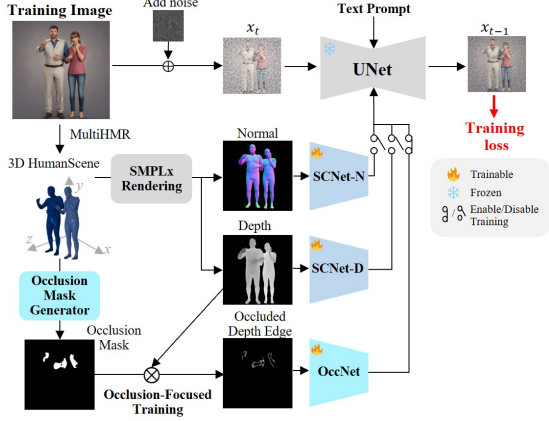 Training Image
Add noise
x_t
Text Prompt
UNet
x_{t-1}
Training
loss
MultiHMR
3D HumanScene
SMPLx
Rendering
Normal
SCNet-N
Trainable
Frozen
Enable/Disable
Training
y
z
x
Depth
SCNet-D
Occlusion
Mask
Generator
Occlusion
Mask
Occluded
Depth Edge
OccNet
Occlusion-Focused
Training